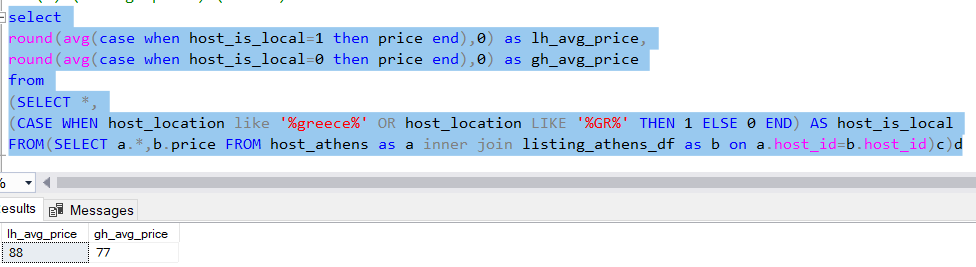 select
round(avg(case when host_is_local=1 then price end),0) as lh_avg_price,
round(avg(case when host_is_local=0 then price end),0) as gh_avg_price
from
(SELECT *,
(CASE WHEN host_location like '%greece%' OR host_location LIKE '%GR%' THEN 1 ELSE 0 END) AS host_is_local
FROM(SELECT a.*,b.price FROM host_athens as a inner join listing_athens_df as b on a.host_id=b.host_id)c)d
%
esults Messages
lh_avg_price gh_avg_price
88 77